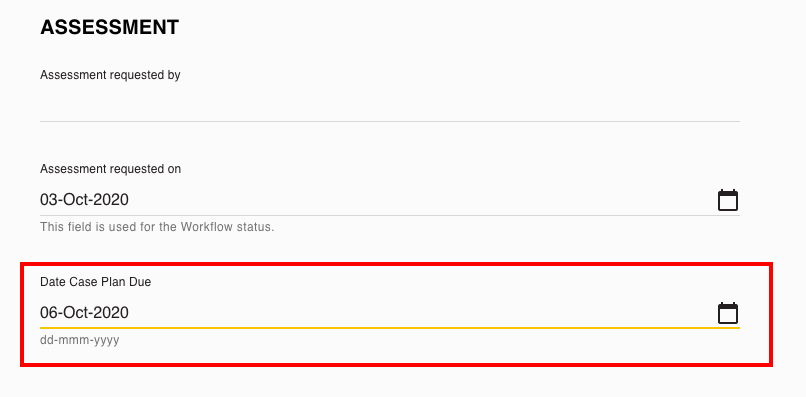 ASSESSMENT
Assessment requested by
Assessment requested on
03-Oct-2020
This field is used for the Workflow status.
Date Case Plan Due
06-Oct-2020
dd-mmm-yyyy